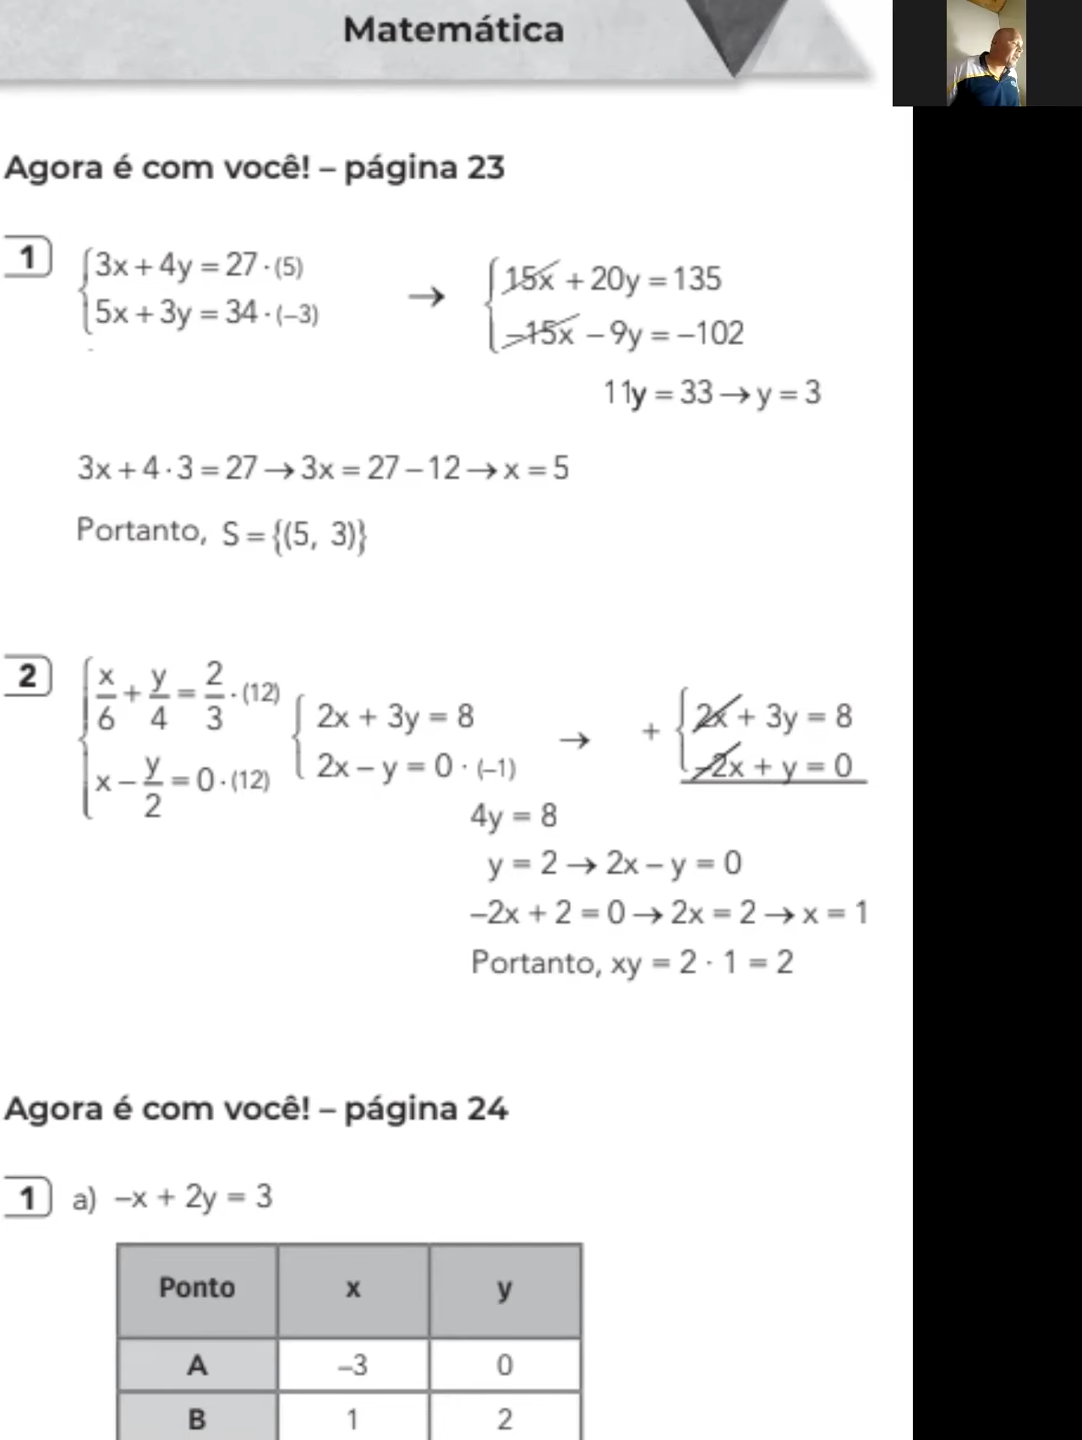 Matemática
Agora é com você! – página 23
1
3x + 4y = 27 · (5)
5x + 3y = 34 · (–3)
→
15x + 20y = 135
–15x – 9y = –102
11y = 33 → y = 3
3x + 4 · 3 = 27 → 3x = 27 – 12 → x = 5
Portanto, S = {(5, 3)}
2
x/6 + y/4 = 2/3 · (12)
x – y/2 = 0 · (12)
2x + 3y = 8
2x – y = 0 · (–1)
→
+
2x + 3y = 8
–2x + y = 0
4y = 8
y = 2 → 2x – y = 0
–2x + 2 = 0 → 2x = 2 → x = 1
Portanto, xy = 2 · 1 = 2
Agora é com você! – página 24
1 a) –x + 2y = 3
Ponto x y
A –3 0
B 1 2